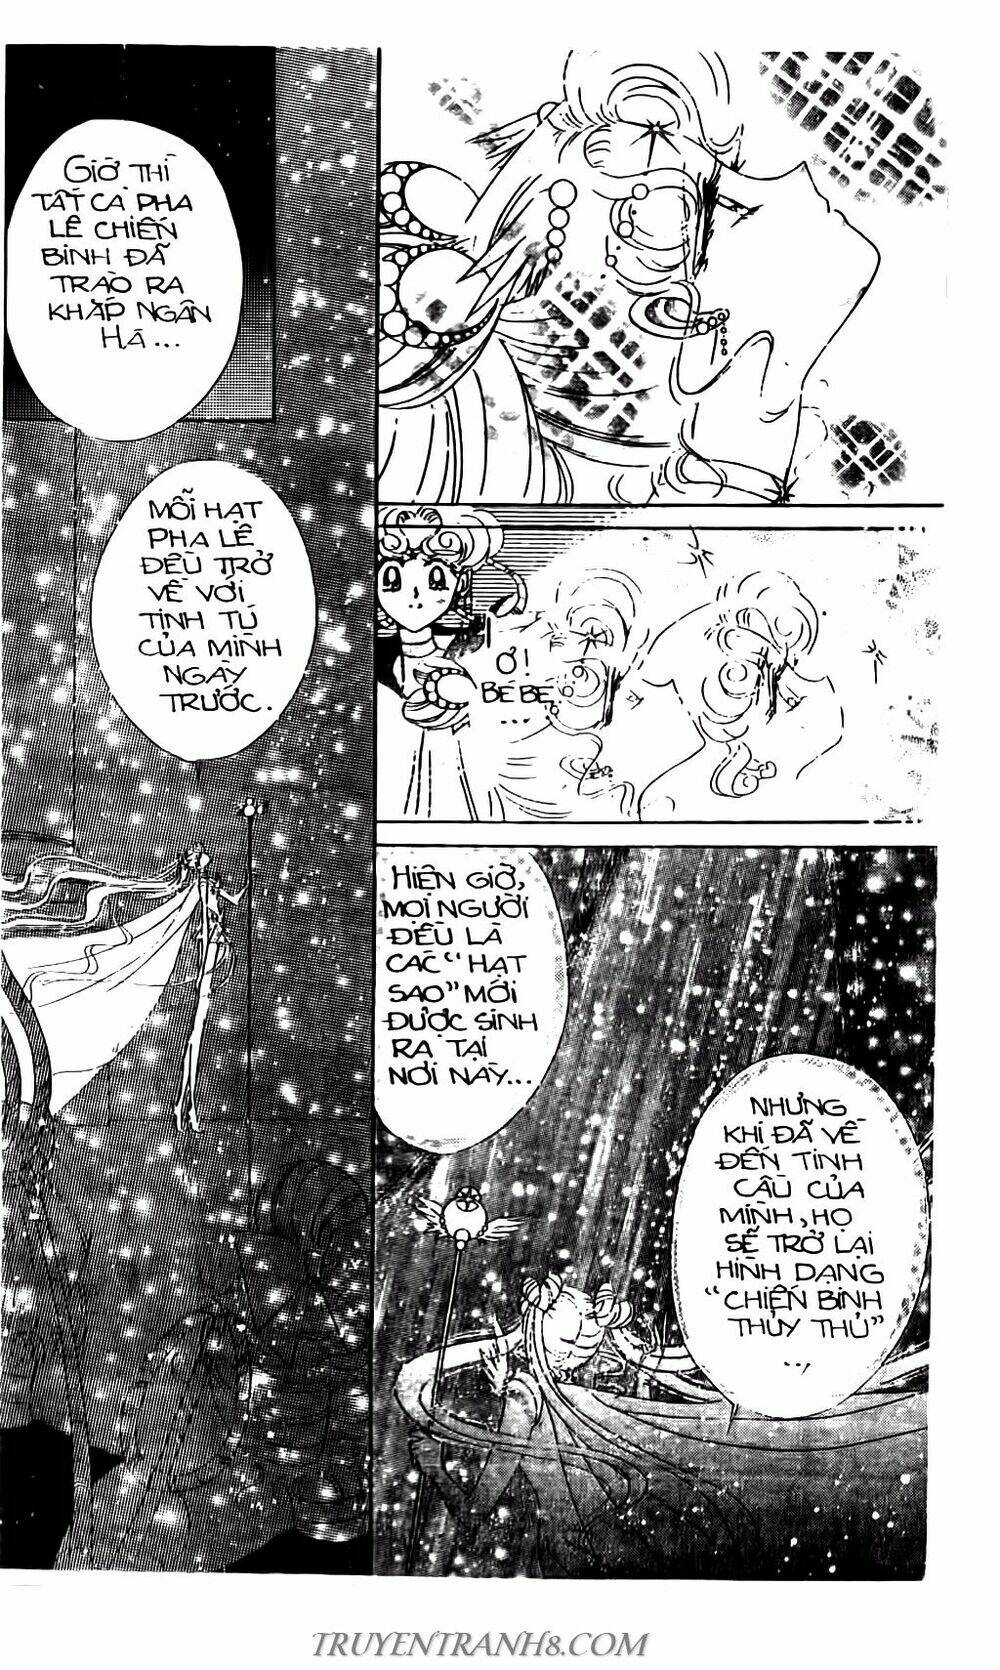 GIỜ THÌ
TẤT CẢ PHA
LÊ CHIẾN
BINH ĐÃ
TRÀO RA
KHẮP NGÂN
HÀ...
MỖI HẠT
PHA LÊ
ĐỀU TRỞ
VỀ VỚI
TINH TÚ
CỦA MÌNH
NGÀY
TRƯỚC.
Ơ!
BÉ BE
...
HIỆN GIỜ,
MỌI NGƯỜI
ĐỀU LÀ
CÁC "HẠT
SAO" MỚI
ĐƯỢC SINH
RA TẠI
NƠI NÀY...
NHƯNG
KHI ĐÃ VỀ
ĐẾN TINH
CẦU CỦA
MÌNH, HỌ
SẼ TRỞ LẠI
HÌNH DẠNG
"CHIẾN BINH
THỦY THỦ"
...
TRUYENTRANH8.COM